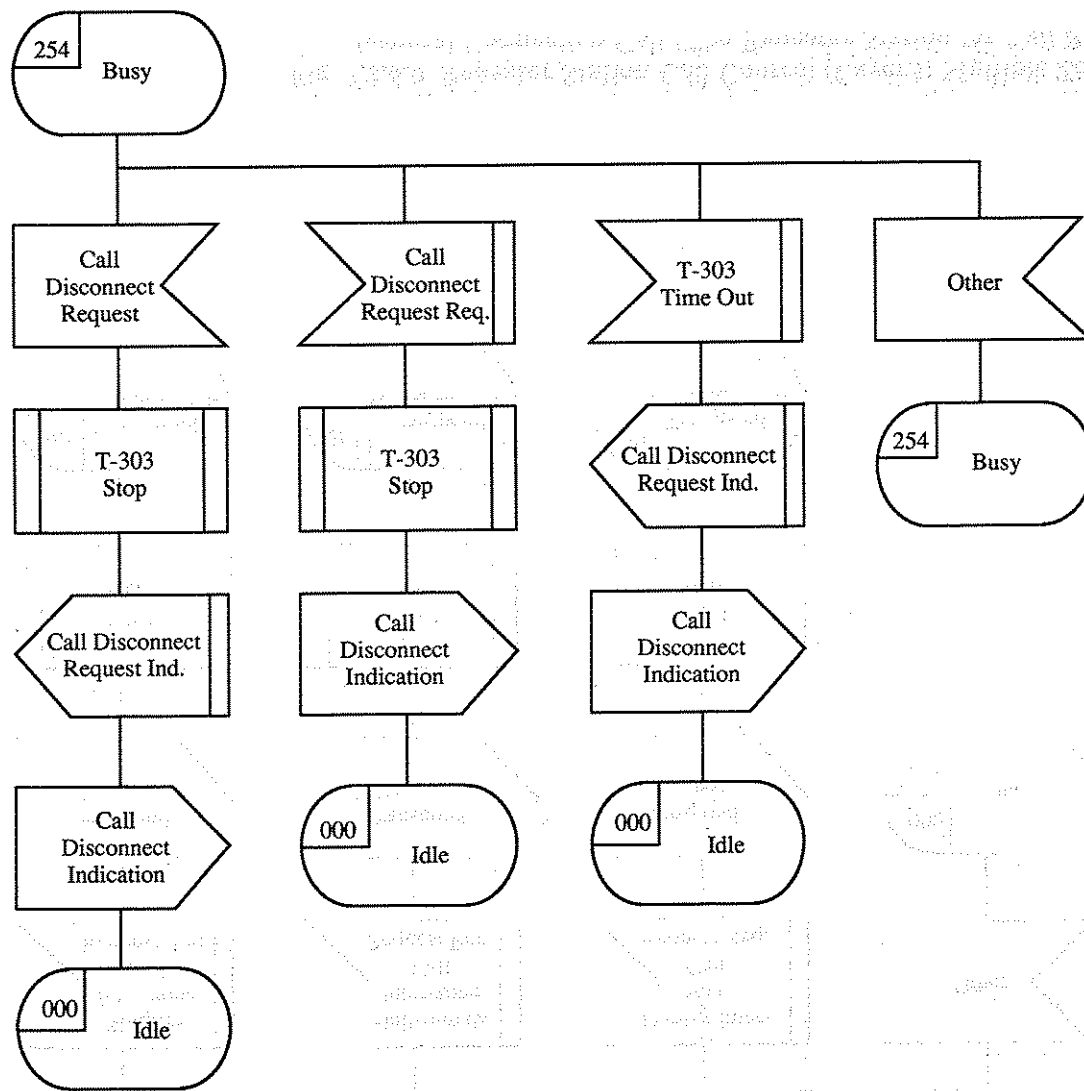 254
Busy
Call
Disconnect
Request
Call
Disconnect
Request Req.
T-303
Time Out
Other
T-303
Stop
T-303
Stop
Call Disconnect
Request Ind.
254
Busy
Call Disconnect
Request Ind.
Call
Disconnect
Indication
Call
Disconnect
Indication
Call
Disconnect
Indication
000
Idle
000
Idle
000
Idle